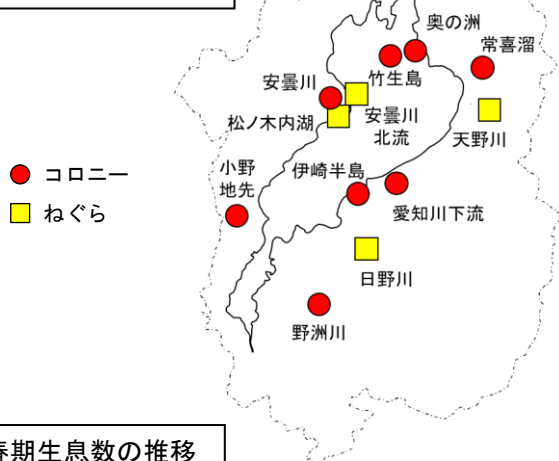 奥の洲
常喜溜
竹生島
安曇川
安曇川
北流
松ノ木内湖
天野川
コロニー
小野
地先
伊崎半島
ねぐら
愛知川下流
日野川
野洲川
春期生息数の推移